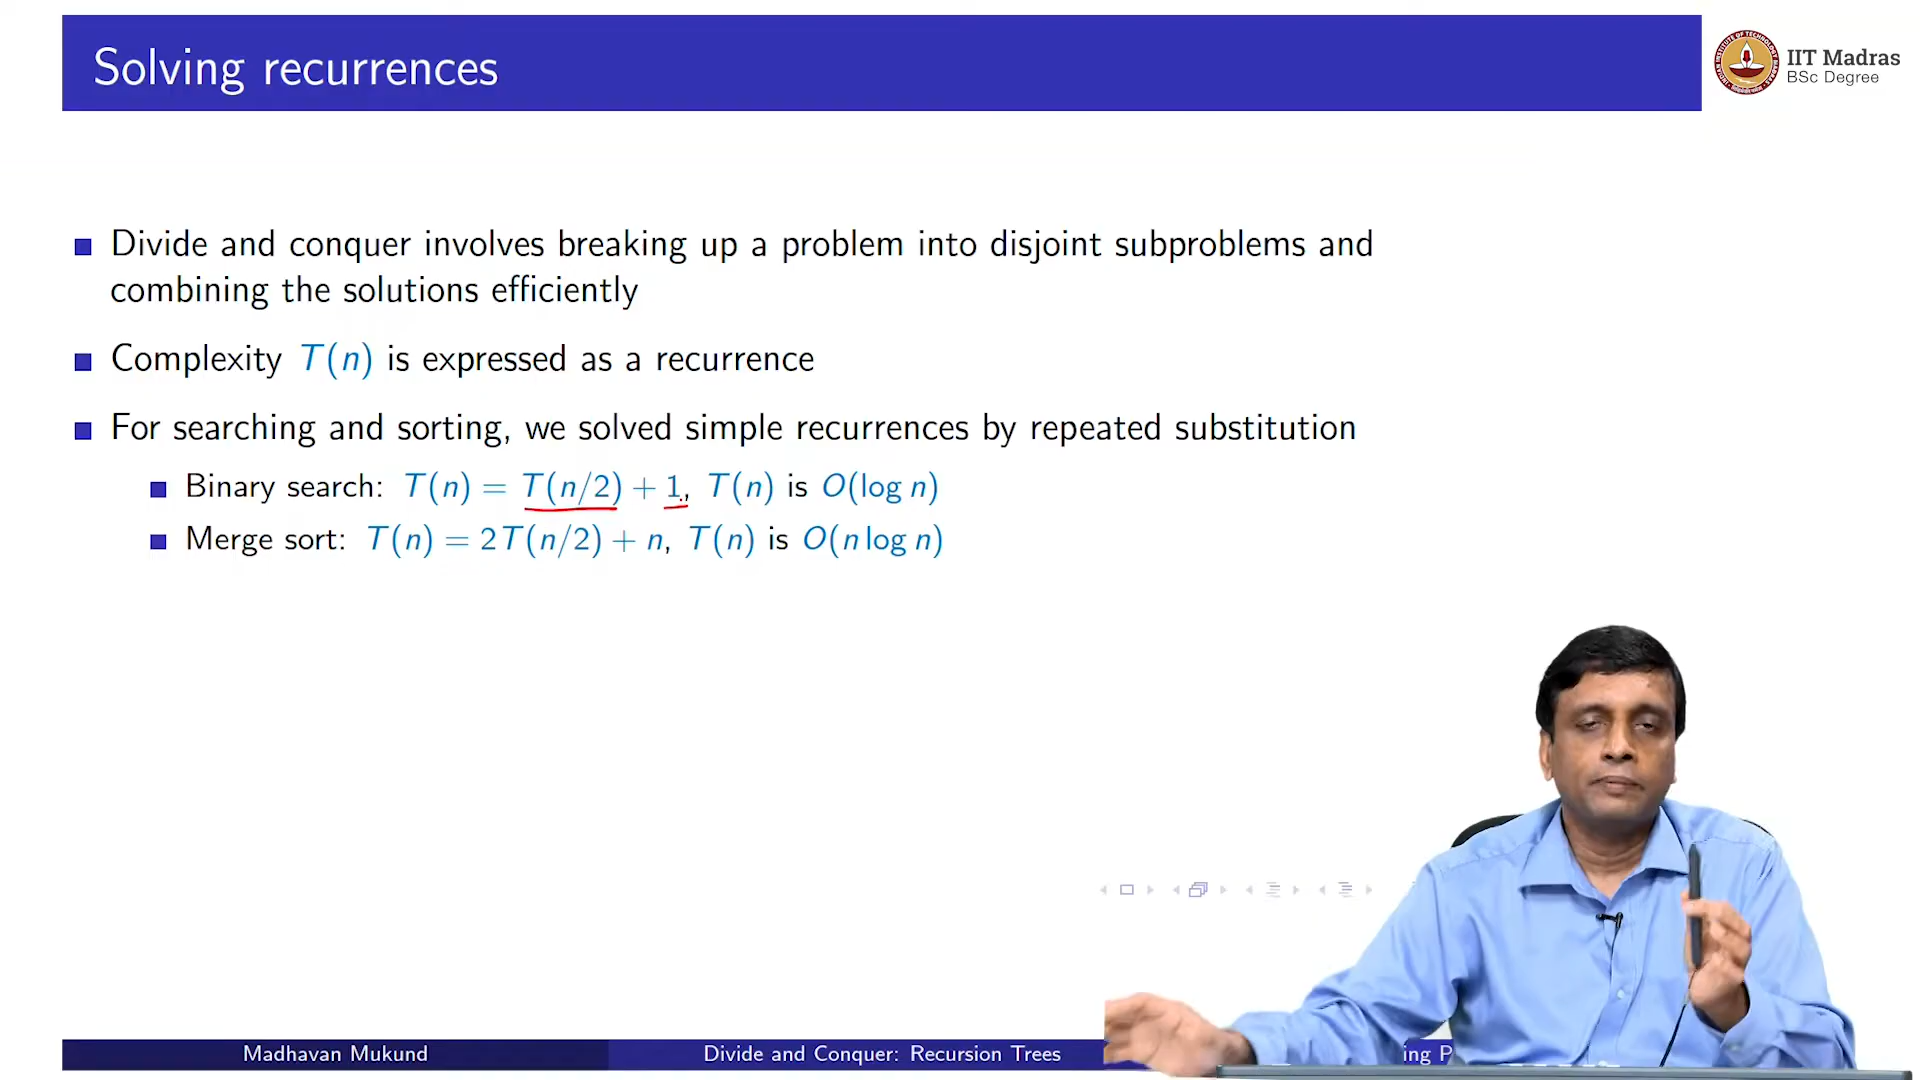 Solving recurrences
IIT Madras
BSc Degree
Divide and conquer involves breaking up a problem into disjoint subproblems and
combining the solutions efficiently
Complexity T(n) is expressed as a recurrence
For searching and sorting, we solved simple recurrences by repeated substitution
Binary search: T(n) = T(n/2) + 1, T(n) is O(log n)
Merge sort: T(n) = 2T(n/2) + n, T(n) is O(n log n)
Madhavan Mukund
Divide and Conquer: Recursion Trees